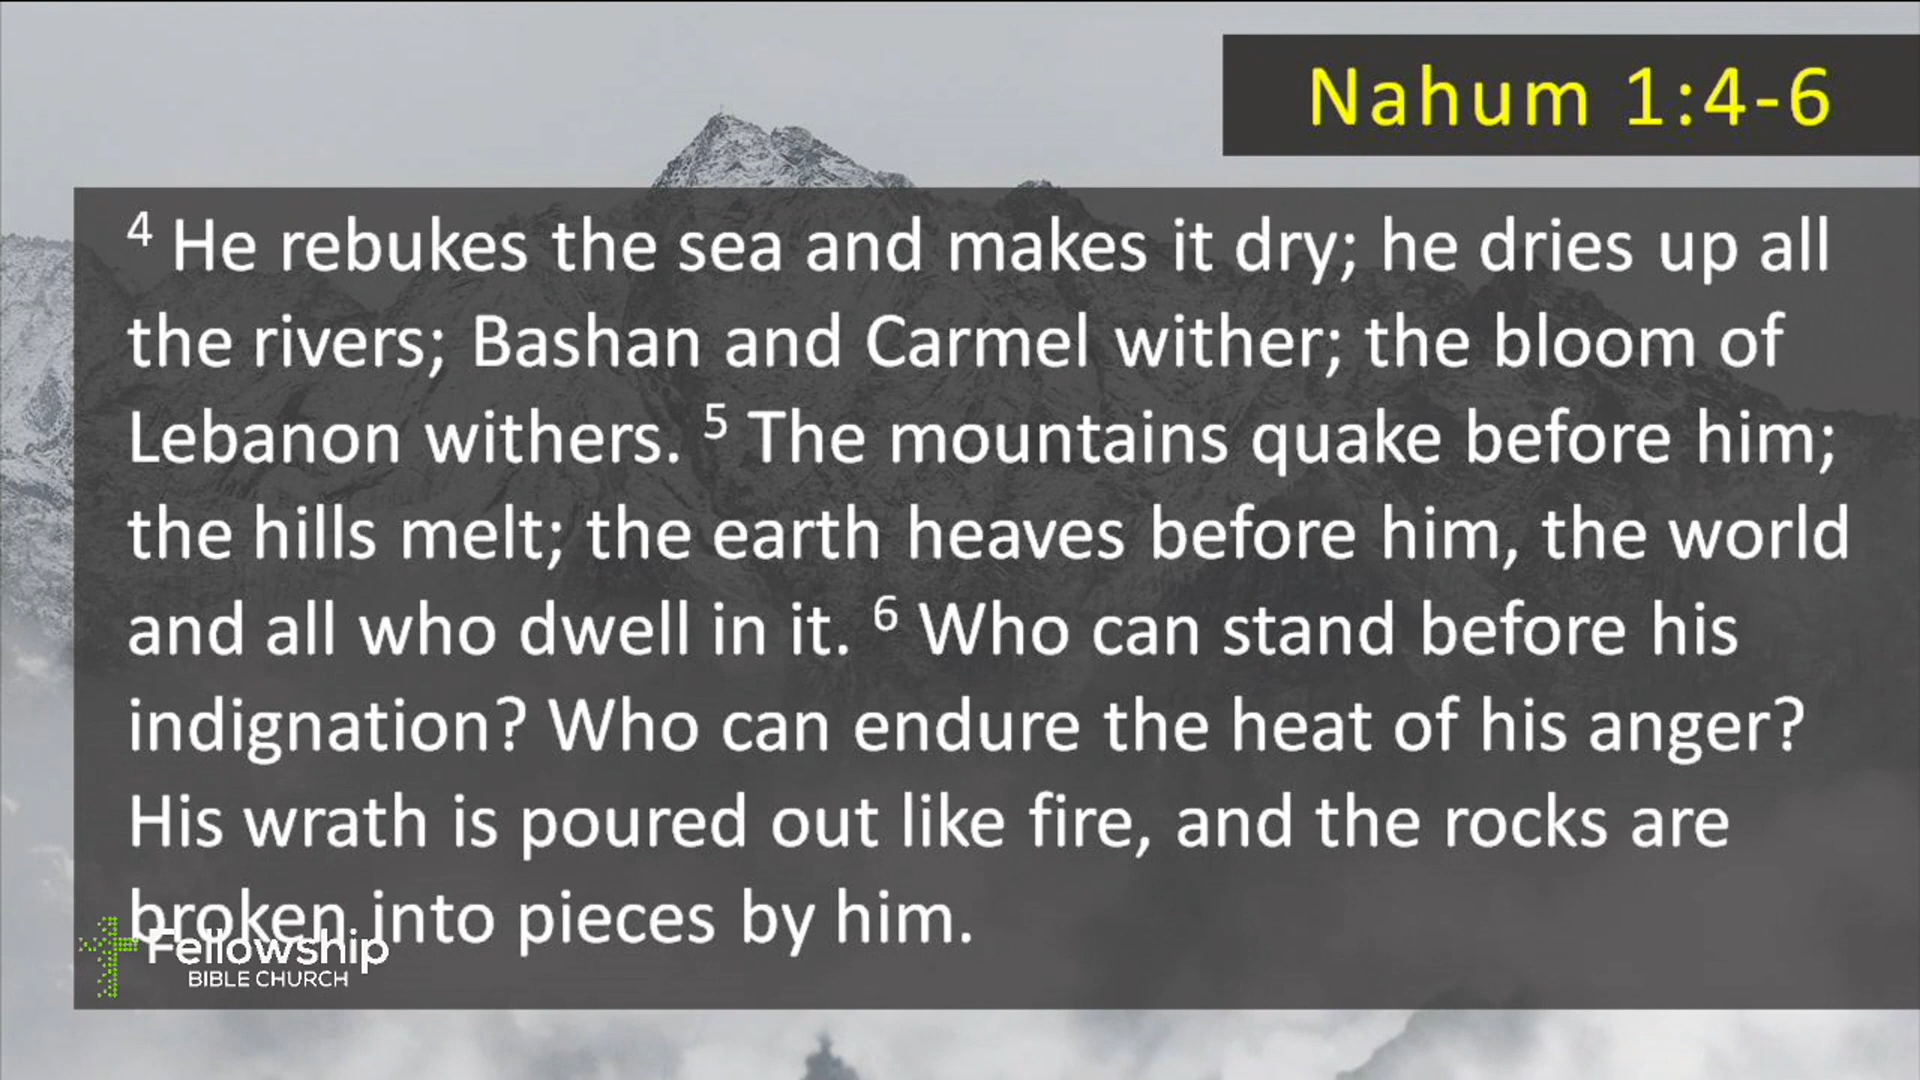 Nahum 1:4-6
4 He rebukes the sea and makes it dry; he dries up all
the rivers; Bashan and Carmel wither; the bloom of
Lebanon withers. 5 The mountains quake before him;
the hills melt; the earth heaves before him, the world
and all who dwell in it. 6 Who can stand before his
indignation? Who can endure the heat of his anger?
His wrath is poured out like fire, and the rocks are
broken into pieces by him.
Fellowship
BIBLE CHURCH